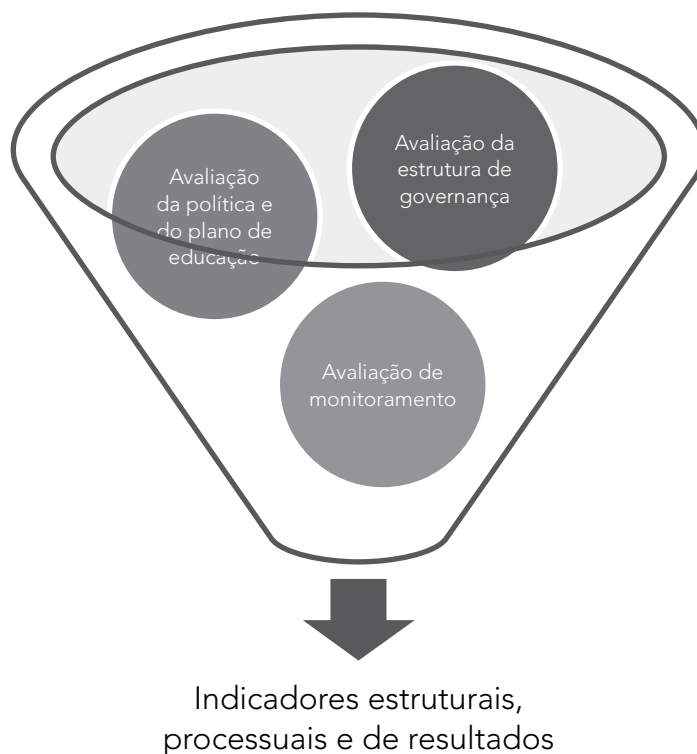 Avaliação da
estrutura de
governança
Avaliação
da política e
do plano de
educação
Avaliação de
monitoramento
Indicadores estruturais,
processuais e de resultados